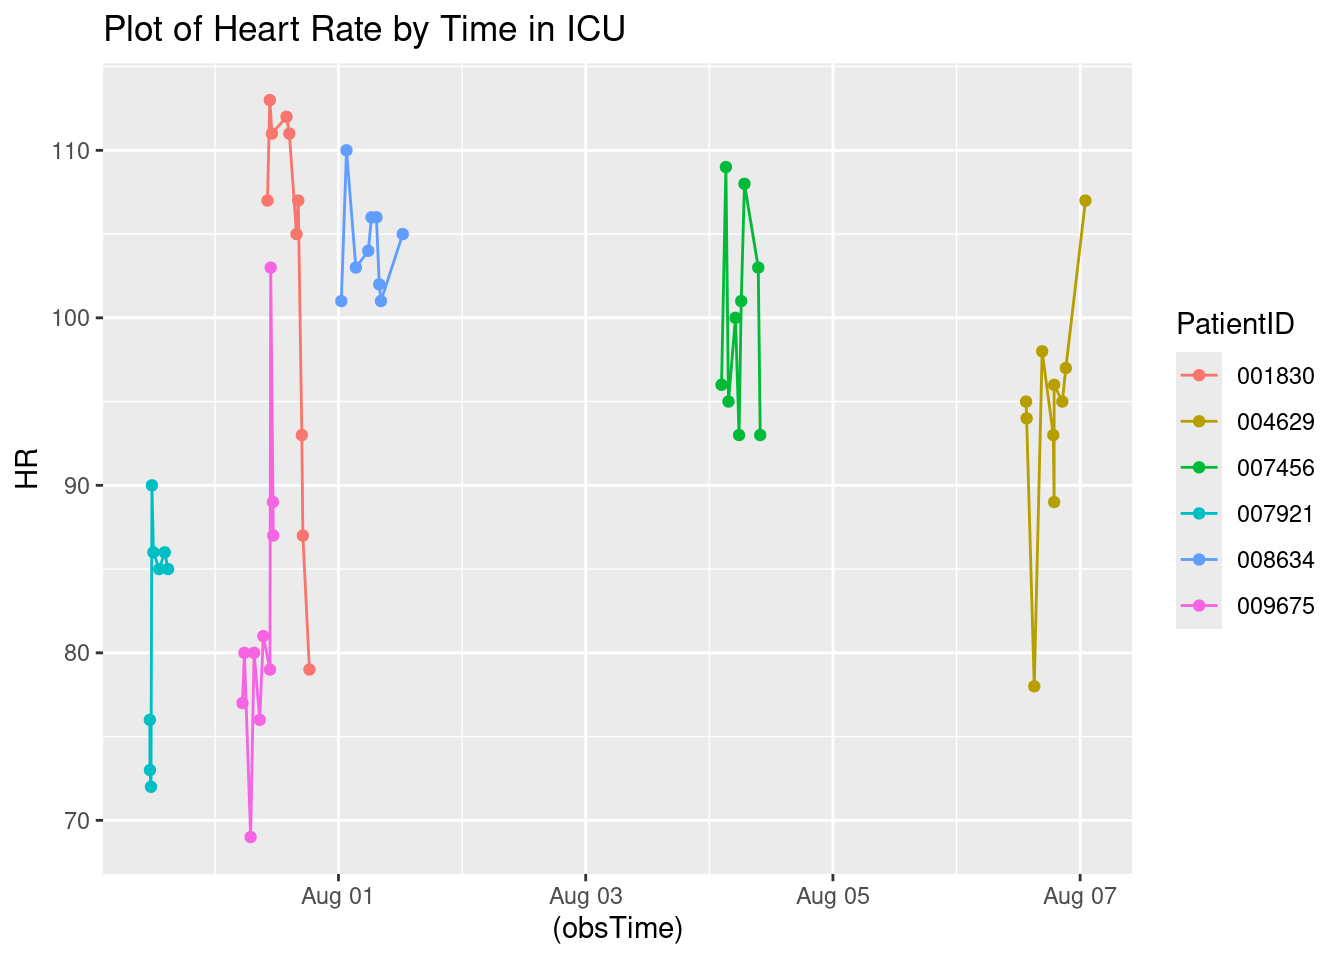 Plot of Heart Rate by Time in ICU
HR
110
100
90
80
70
Aug 01
Aug 03
Aug 05
Aug 07
(obsTime)
PatientID
001830
004629
007456
007921
008634
009675